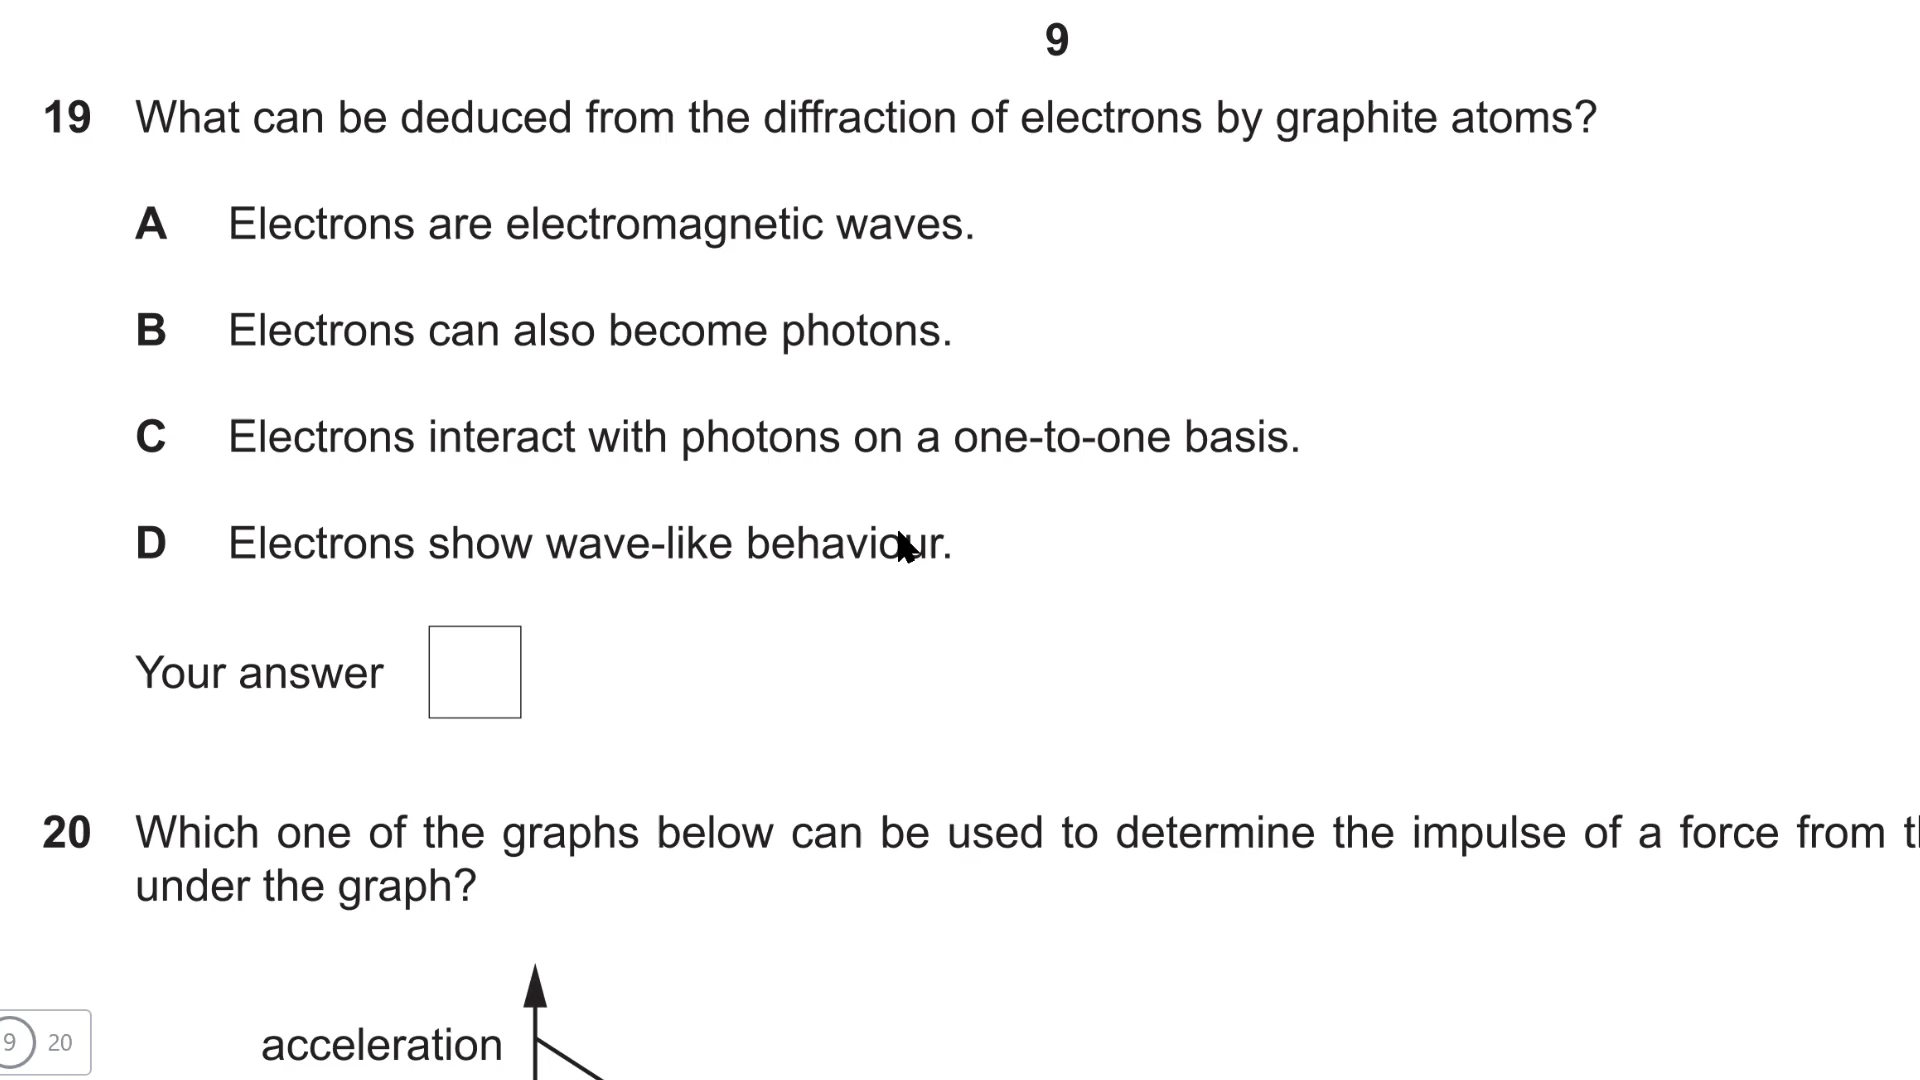 9
19 What can be deduced from the diffraction of electrons by graphite atoms?
A Electrons are electromagnetic waves.
B Electrons can also become photons.
C Electrons interact with photons on a one-to-one basis.
D Electrons show wave-like behaviour.
Your answer
20 Which one of the graphs below can be used to determine the impulse of a force from
under the graph?
acceleration
9 20